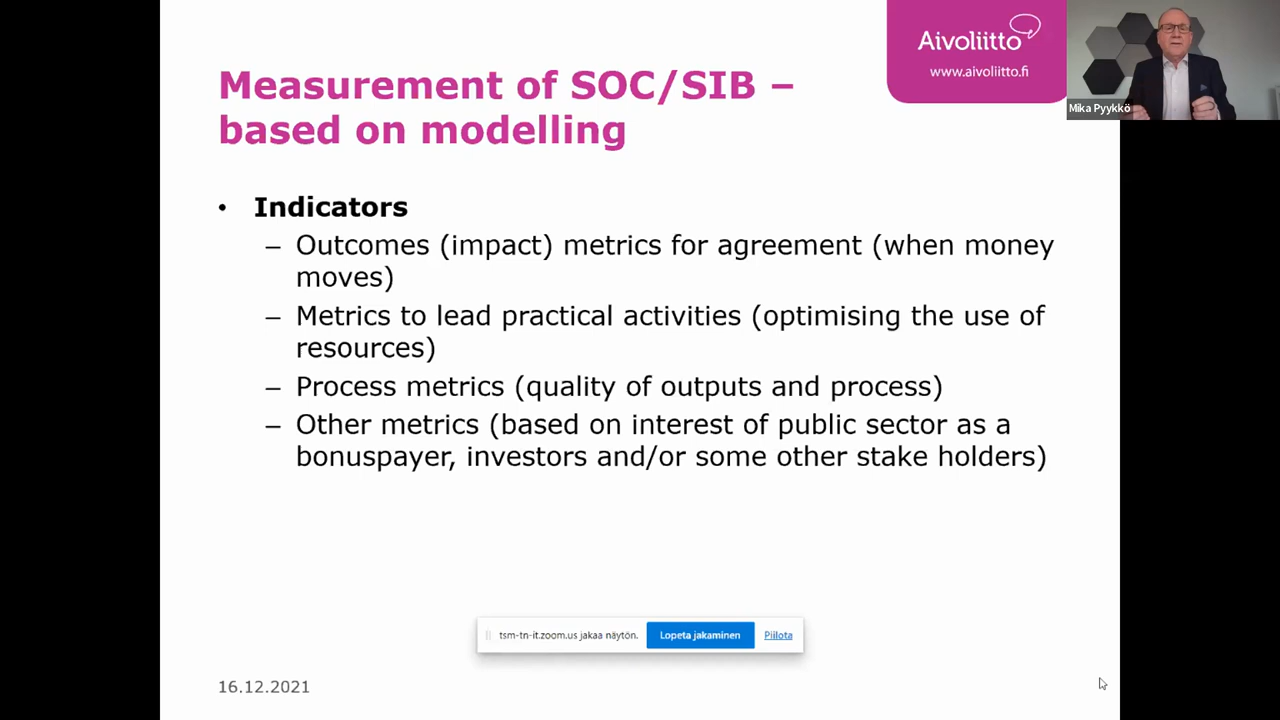 Aivoliitto
www.aivoliitto.fi
Mika Pyykkö
Measurement of SOC/SIB –
based on modelling
• Indicators
– Outcomes (impact) metrics for agreement (when money
moves)
– Metrics to lead practical activities (optimising the use of
resources)
– Process metrics (quality of outputs and process)
– Other metrics (based on interest of public sector as a
bonuspayer, investors and/or some other stake holders)
tsm-tn-it.zoom.us jakaa näytön. Lopeta jakaminen Piilota
16.12.2021